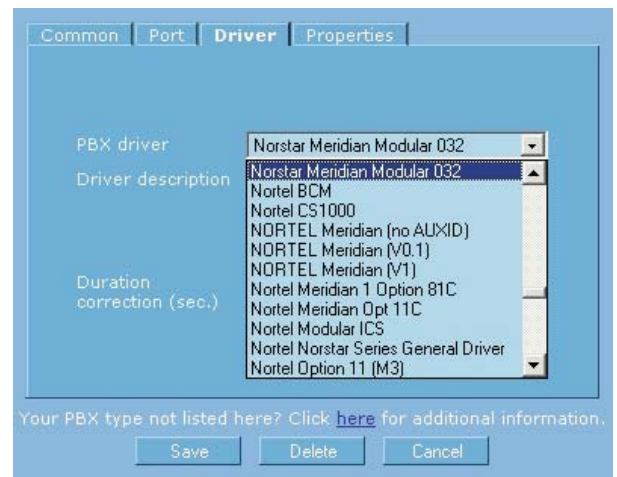 Common Port Driver Properties
PBX driver Norstar Meridian Modular 032
Norstar Meridian Modular 032
Driver description
Nortel BCM
Nortel CS1000
NORTEL Meridian (no AUXID)
NORTEL Meridian (V0.1)
NORTEL Meridian (V1)
Duration
correction (sec.)
Nortel Meridian 1 Option 81C
Nortel Meridian Opt 11C
Nortel Modular ICS
Nortel Norstar Series General Driver
Nortel Option 11 (M3)
Your PBX type not listed here? Click here for additional information.
Save Delete Cancel